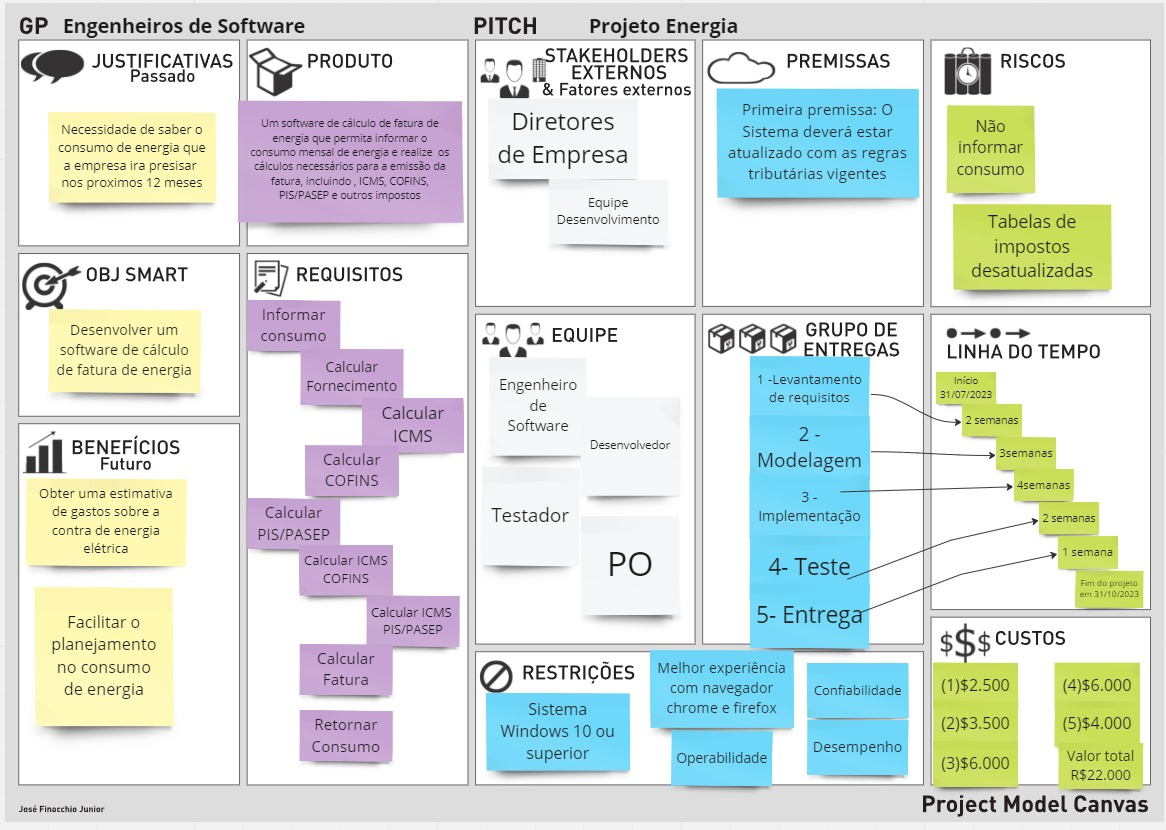 GP Engenheiros de Software
PITCH Projeto Energia
JUSTIFICATIVAS
Passado
Necessidade de saber o
consumo de energia que
a empresa ira presisar
nos proximos 12 meses
PRODUTO
Um software de cálculo de fatura de
energia que permita informar o
consumo mensal de energia e realize os
cálculos necessários para a emissão da
fatura, incluindo , ICMS, COFINS,
PIS/PASEP e outros impostos
STAKEHOLDERS
EXTERNOS
& Fatores externos
Diretores
de Empresa
Equipe
Desenvolvimento
PREMISSAS
Primeira premissa: O
Sistema deverá estar
atualizado com as regras
tributárias vigentes
RISCOS
Não
informar
consumo
Tabelas de
impostos
desatualizadas
OBJ SMART
Desenvolver um
software de cálculo
de fatura de energia
REQUISITOS
Informar
consumo
Calcular
Fornecimento
Calcular
ICMS
Calcular
COFINS
Calcular
PIS/PASEP
Calcular ICMS
COFINS
Calcular ICMS
PIS/PASEP
Calcular
Fatura
Retornar
Consumo
EQUIPE
Engenheiro
de
Software
Desenvolvedor
Testador
PO
GRUPO DE
ENTREGAS
1 -Levantamento
de requisitos
2 -
Modelagem
3 -
Implementação
4- Teste
5- Entrega
LINHA DO TEMPO
Início
31/07/2023
2 semanas
3semanas
4semanas
2 semanas
1 semana
Fim do projeto
em 31/10/2023
BENEFÍCIOS
Futuro
Obter uma estimativa
de gastos sobre a
contra de energia
elétrica
Facilitar o
planejamento
no consumo
de energia
RESTRIÇÕES
Sistema
Windows 10 ou
superior
Melhor experiência
com navegador
chrome e firefox
Operabilidade
Confiabilidade
Desempenho
$$$ CUSTOS
(1)$2.500
(2)$3.500
(3)$6.000
(4)$6.000
(5)$4.000
Valor total
R$22.000
José Finocchio Junior
Project Model Canvas